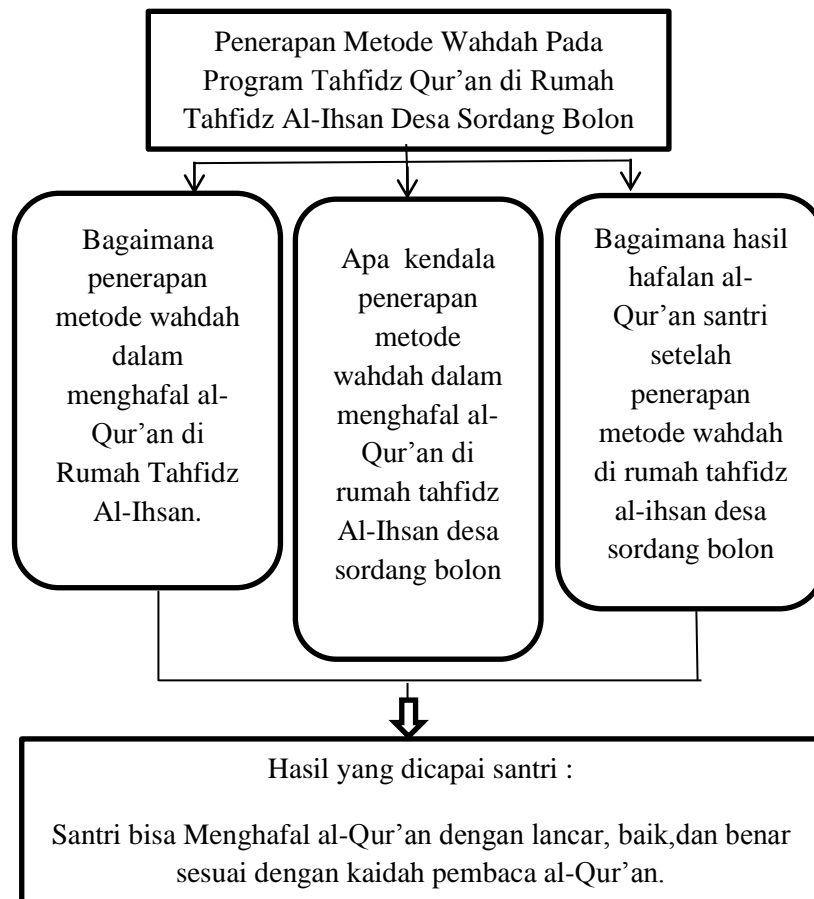 Penerapan Metode Wahdah Pada
Program Tahfidz Qur’an di Rumah
Tahfidz Al-Ihsan Desa Sordang Bolon
Bagaimana
penerapan
metode wahdah
dalam
menghafal al-
Qur’an di
Rumah Tahfidz
Al-Ihsan.
Apa kendala
penerapan
metode
wahdah dalam
menghafal al-
Qur’an di
rumah tahfidz
Al-Ihsan desa
sordang bolon
Bagaimana hasil
hafalan al-
Qur’an santri
setelah
penerapan
metode wahdah
di rumah tahfidz
al-ihsan desa
sordang bolon
Hasil yang dicapai santri :
Santri bisa Menghafal al-Qur’an dengan lancar, baik,dan benar
sesuai dengan kaidah pembaca al-Qur’an.